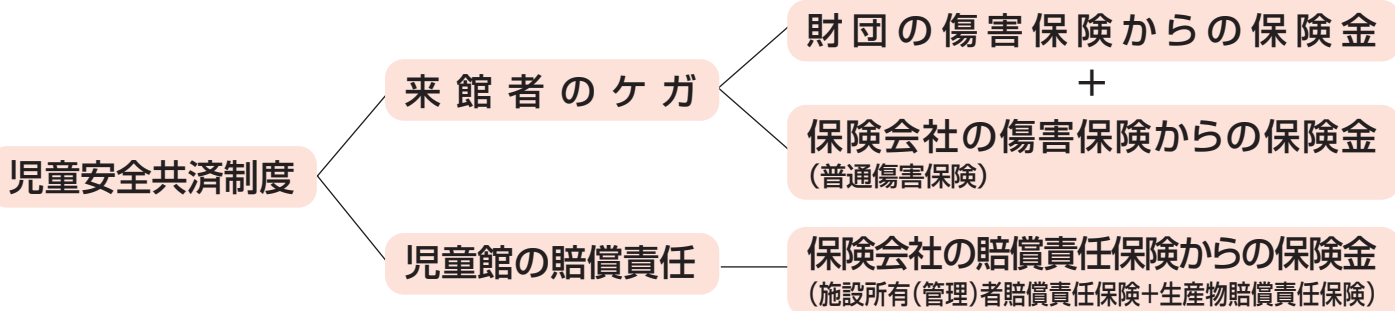 児童安全共済制度
来館者のケガ
財団の傷害保険からの保険金
+
保険会社の傷害保険からの保険金
(普通傷害保険)
児童館の賠償責任
保険会社の賠償責任保険からの保険金
(施設所有(管理)者賠償責任保険+生産物賠償責任保険)